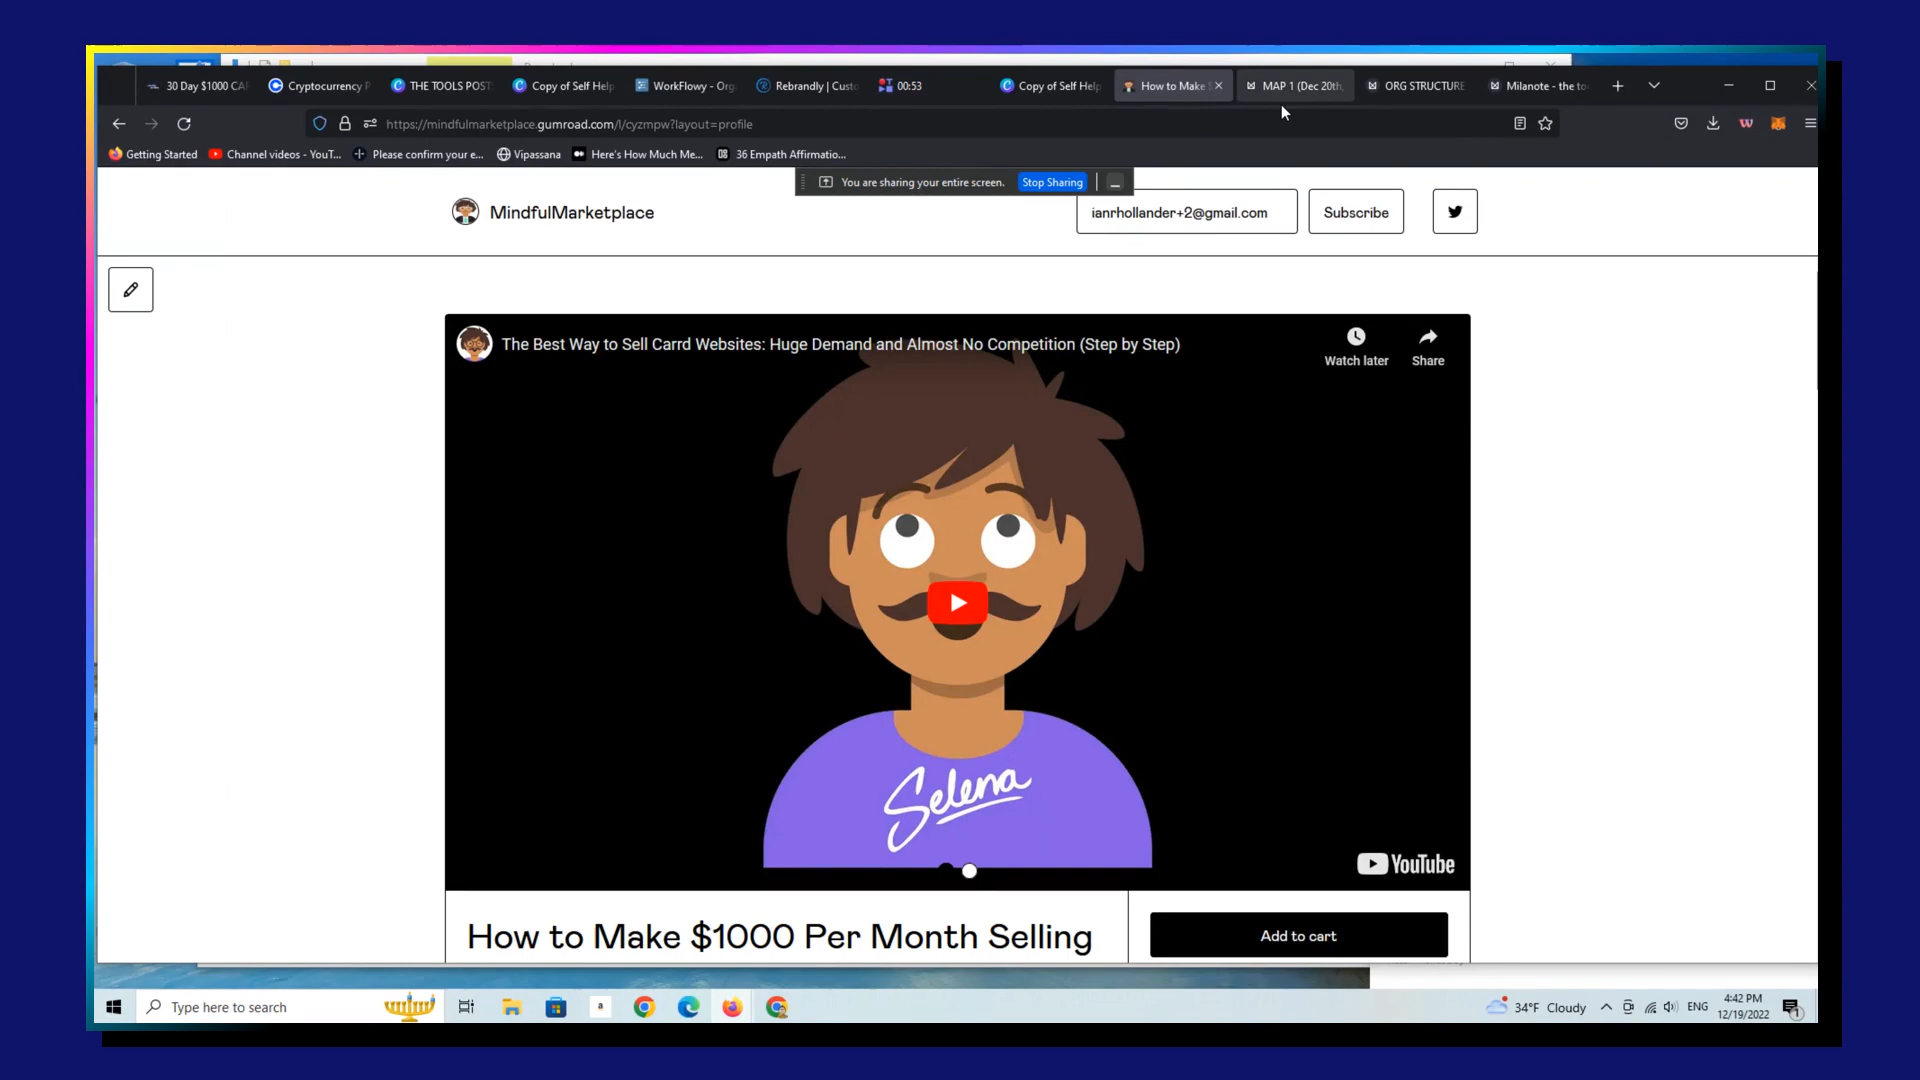 30 Day $1000 CA
Cryptocurrency P
THE TOOLS POST
Copy of Self Help
WorkFlowy - Org
Rebrandly | Custo
00:53
Copy of Self Help
How to Make $
MAP 1 (Dec 20th,
ORG STRUCTURE
Milanote - the to
https://mindfulmarketplace.gumroad.com/l/cyzmpw?layout=profile
Getting Started
Channel videos - YouT...
Please confirm your e...
Vipassana
Here's How Much Me...
36 Empath Affirmatio...
You are sharing your entire screen.
Stop Sharing
MindfulMarketplace
ianrhollander+2@gmail.com
Subscribe
The Best Way to Sell Carrd Websites: Huge Demand and Almost No Competition (Step by Step)
Watch later
Share
Selena
YouTube
How to Make $1000 Per Month Selling
Add to cart
Type here to search
34°F Cloudy
ENG
4:42 PM
12/19/2022
1